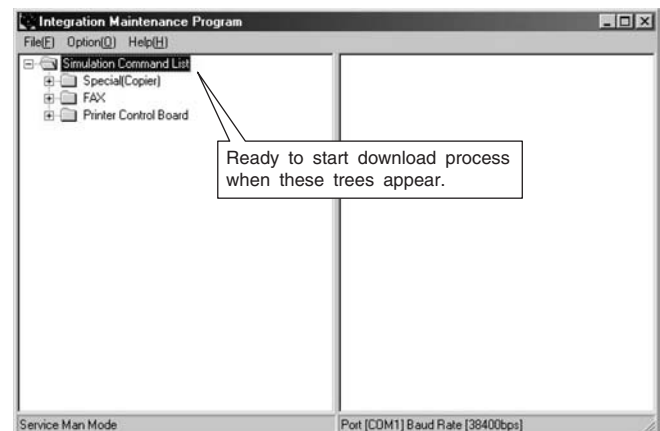 Integration Maintenance Program
File(F) Option(O) Help(H)
Simulation Command List
Special(Copier)
FAX
Printer Control Board
Ready to start download process
when these trees appear.
Service Man Mode
Port [COM1] Baud Rate [38400bps]